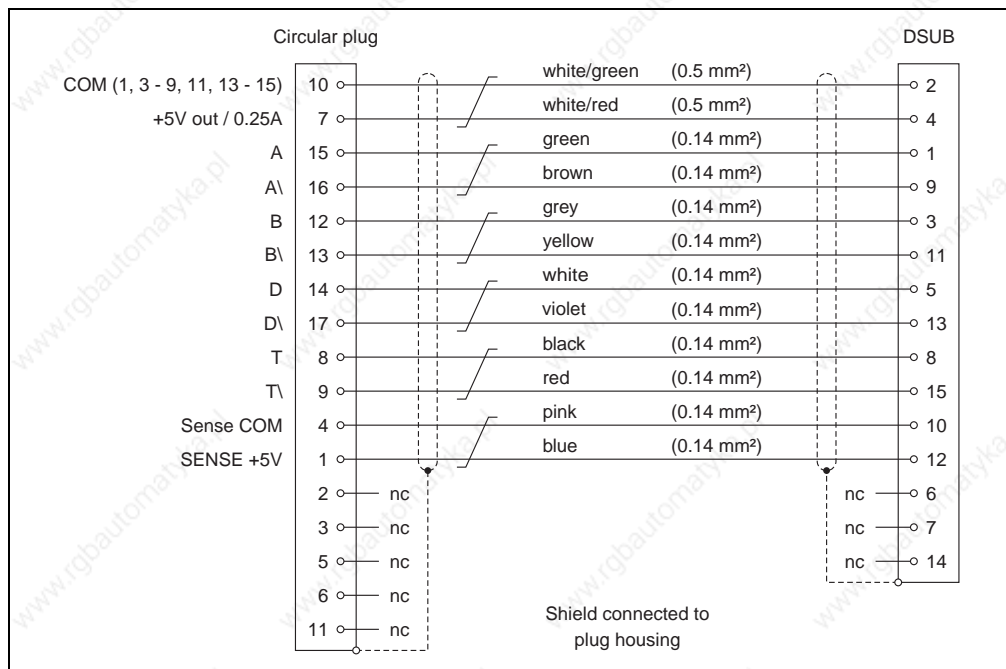 Circular plug DSUB
COM (1, 3 - 9, 11, 13 - 15) 10 white/green (0.5 mm²) 2
+5V out / 0.25A 7 white/red (0.5 mm²) 4
A 15 green (0.14 mm²) 1
A\ 16 brown (0.14 mm²) 9
B 12 grey (0.14 mm²) 3
B\ 13 yellow (0.14 mm²) 11
D 14 white (0.14 mm²) 5
D\ 17 violet (0.14 mm²) 13
T 8 black (0.14 mm²) 8
T\ 9 red (0.14 mm²) 15
Sense COM 4 pink (0.14 mm²) 10
SENSE +5V 1 blue (0.14 mm²) 12
2 nc nc 6
3 nc nc 7
5 nc nc 14
6 nc
11 nc
Shield connected to
plug housing
www.rgbautomatyka.pl